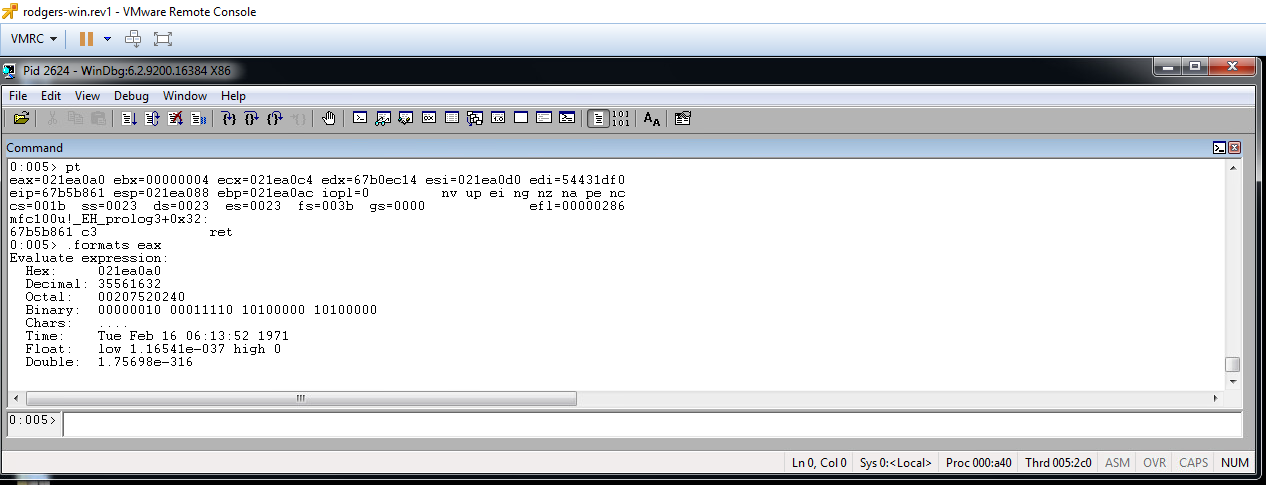 rodgers-win.rev1 - VMware Remote Console
VMRC
Pid 2624 - WinDbg:6.2.9200.16384 X86
File Edit View Debug Window Help
Command
0:005> pt
eax=021ea0a0 ebx=00000004 ecx=021ea0c4 edx=67b0ec14 esi=021ea0d0 edi=54431df0
eip=67b5b861 esp=021ea088 ebp=021ea0ac iopl=0 nv up ei ng nz na pe nc
cs=001b ss=0023 ds=0023 es=0023 fs=003b gs=0000 efl=00000286
mfc100u!_EH_prolog3+0x32:
67b5b861 c3 ret
0:005> .formats eax
Evaluate expression:
Hex: 021ea0a0
Decimal: 35561632
Octal: 00207520240
Binary: 00000010 00011110 10100000 10100000
Chars: ....
Time: Tue Feb 16 06:13:52 1971
Float: low 1.16541e-037 high 0
Double: 1.75698e-316
0:005>
Ln 0, Col 0 Sys 0:<Local> Proc 000:a40 Thrd 005:2c0 ASM OVR CAPS NUM